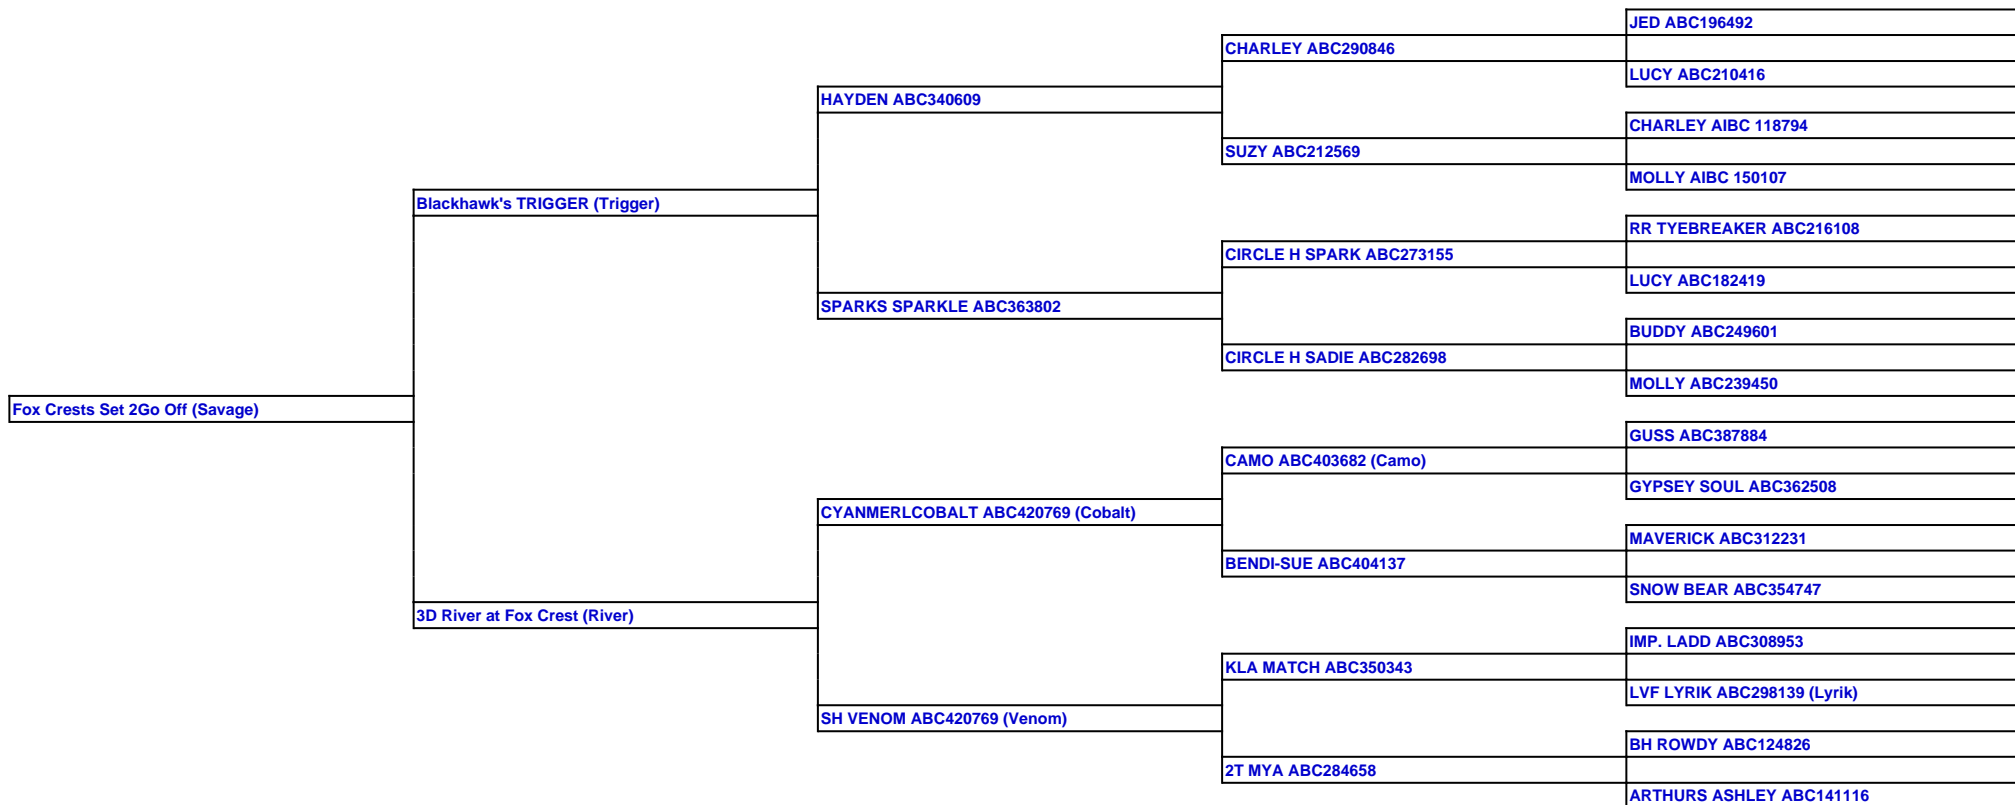 JED ABC196492
CHARLEY ABC290846
LUCY ABC210416
HAYDEN ABC340609
CHARLEY AIBC 118794
SUZY ABC212569
MOLLY AIBC 150107
Blackhawk's TRIGGER (Trigger)
RR TYEBREAKER ABC216108
CIRCLE H SPARK ABC273155
LUCY ABC182419
SPARKS SPARKLE ABC363802
BUDDY ABC249601
CIRCLE H SADIE ABC282698
MOLLY ABC239450
Fox Crests Set 2Go Off (Savage)
GUSS ABC387884
CAMO ABC403682 (Camo)
GYPSEY SOUL ABC362508
CYANMERLCOBALT ABC420769 (Cobalt)
MAVERICK ABC312231
BENDI-SUE ABC404137
SNOW BEAR ABC354747
3D River at Fox Crest (River)
IMP. LADD ABC308953
KLA MATCH ABC350343
LVF LYRIK ABC298139 (Lyrik)
SH VENOM ABC420769 (Venom)
BH ROWDY ABC124826
2T MYA ABC284658
ARTHURS ASHLEY ABC141116